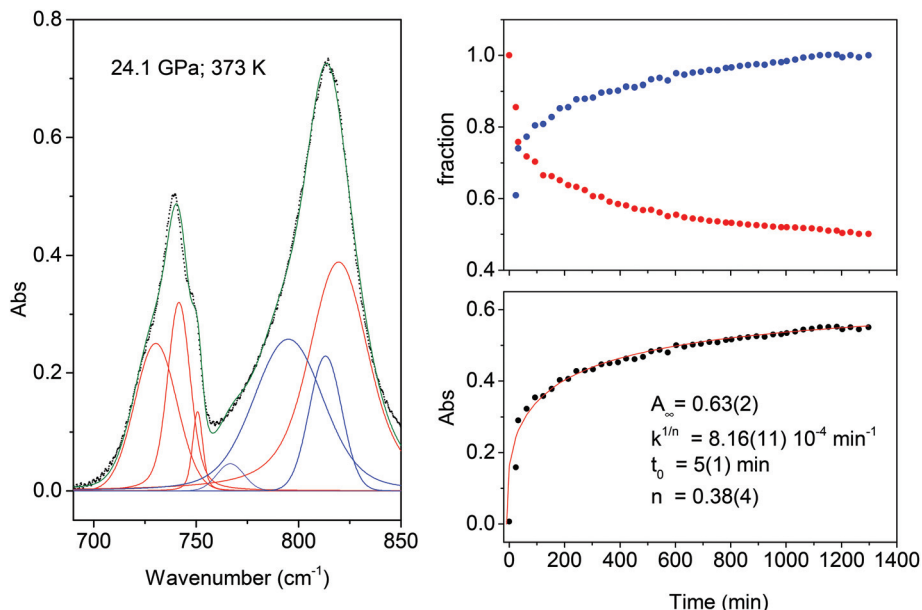 24.1 GPa; 373 K
Abs
0.8
0.6
0.4
0.2
0.0
700 750 800 850
Wavenumber (cm⁻¹)
fraction
1.0
0.8
0.6
0.4
Abs
0.6
0.4
0.2
0.0
A∞= 0.63(2)
k^1/n = 8.16(11) 10⁻⁴ min⁻¹
t₀ = 5(1) min
n = 0.38(4)
0 200 400 600 800 1000 1200 1400
Time (min)